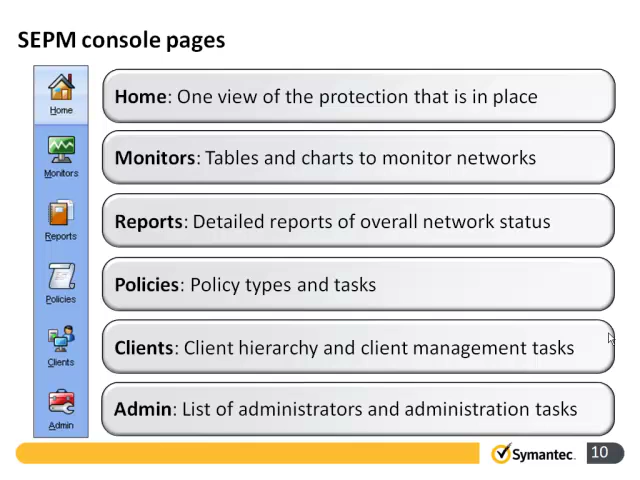 SEPM console pages
Home
Home: One view of the protection that is in place
Monitors
Monitors: Tables and charts to monitor networks
Reports
Reports: Detailed reports of overall network status
Policies
Policies: Policy types and tasks
Clients
Clients: Client hierarchy and client management tasks
Admin
Admin: List of administrators and administration tasks
Symantec. 10